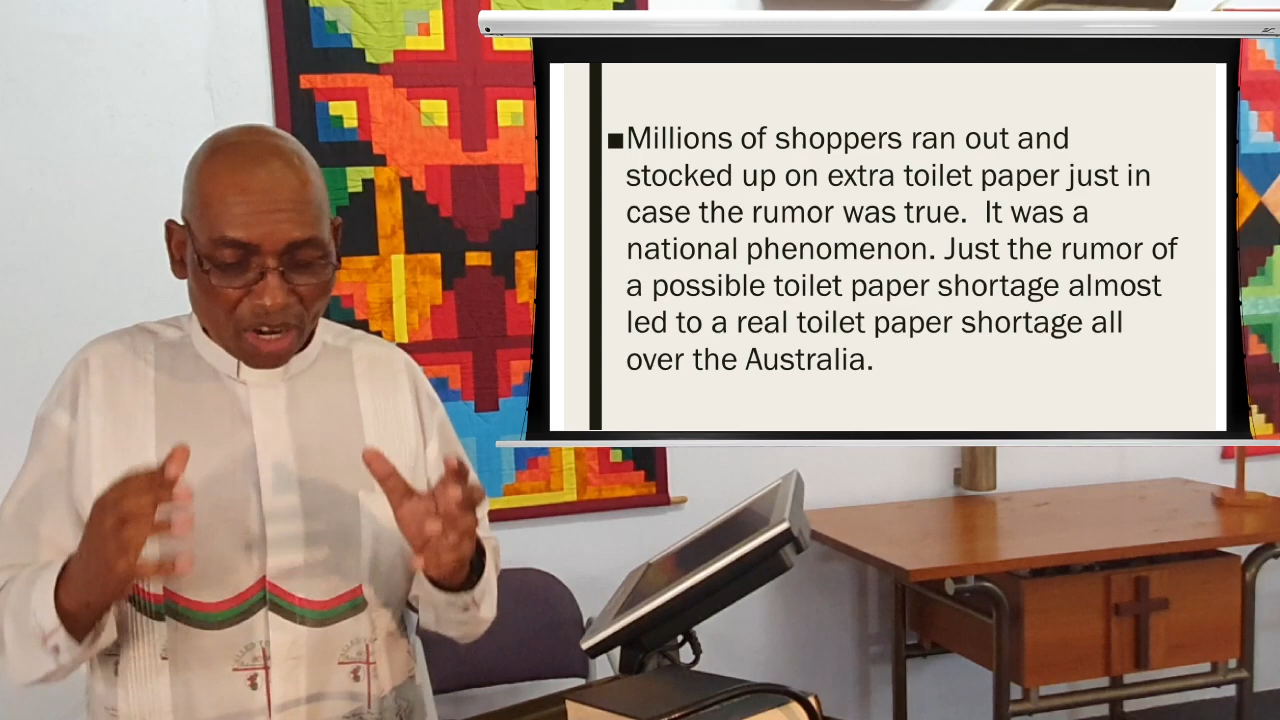 ■Millions of shoppers ran out and
stocked up on extra toilet paper just in
case the rumor was true.  It was a
national phenomenon. Just the rumor of
a possible toilet paper shortage almost
led to a real toilet paper shortage all
over the Australia.